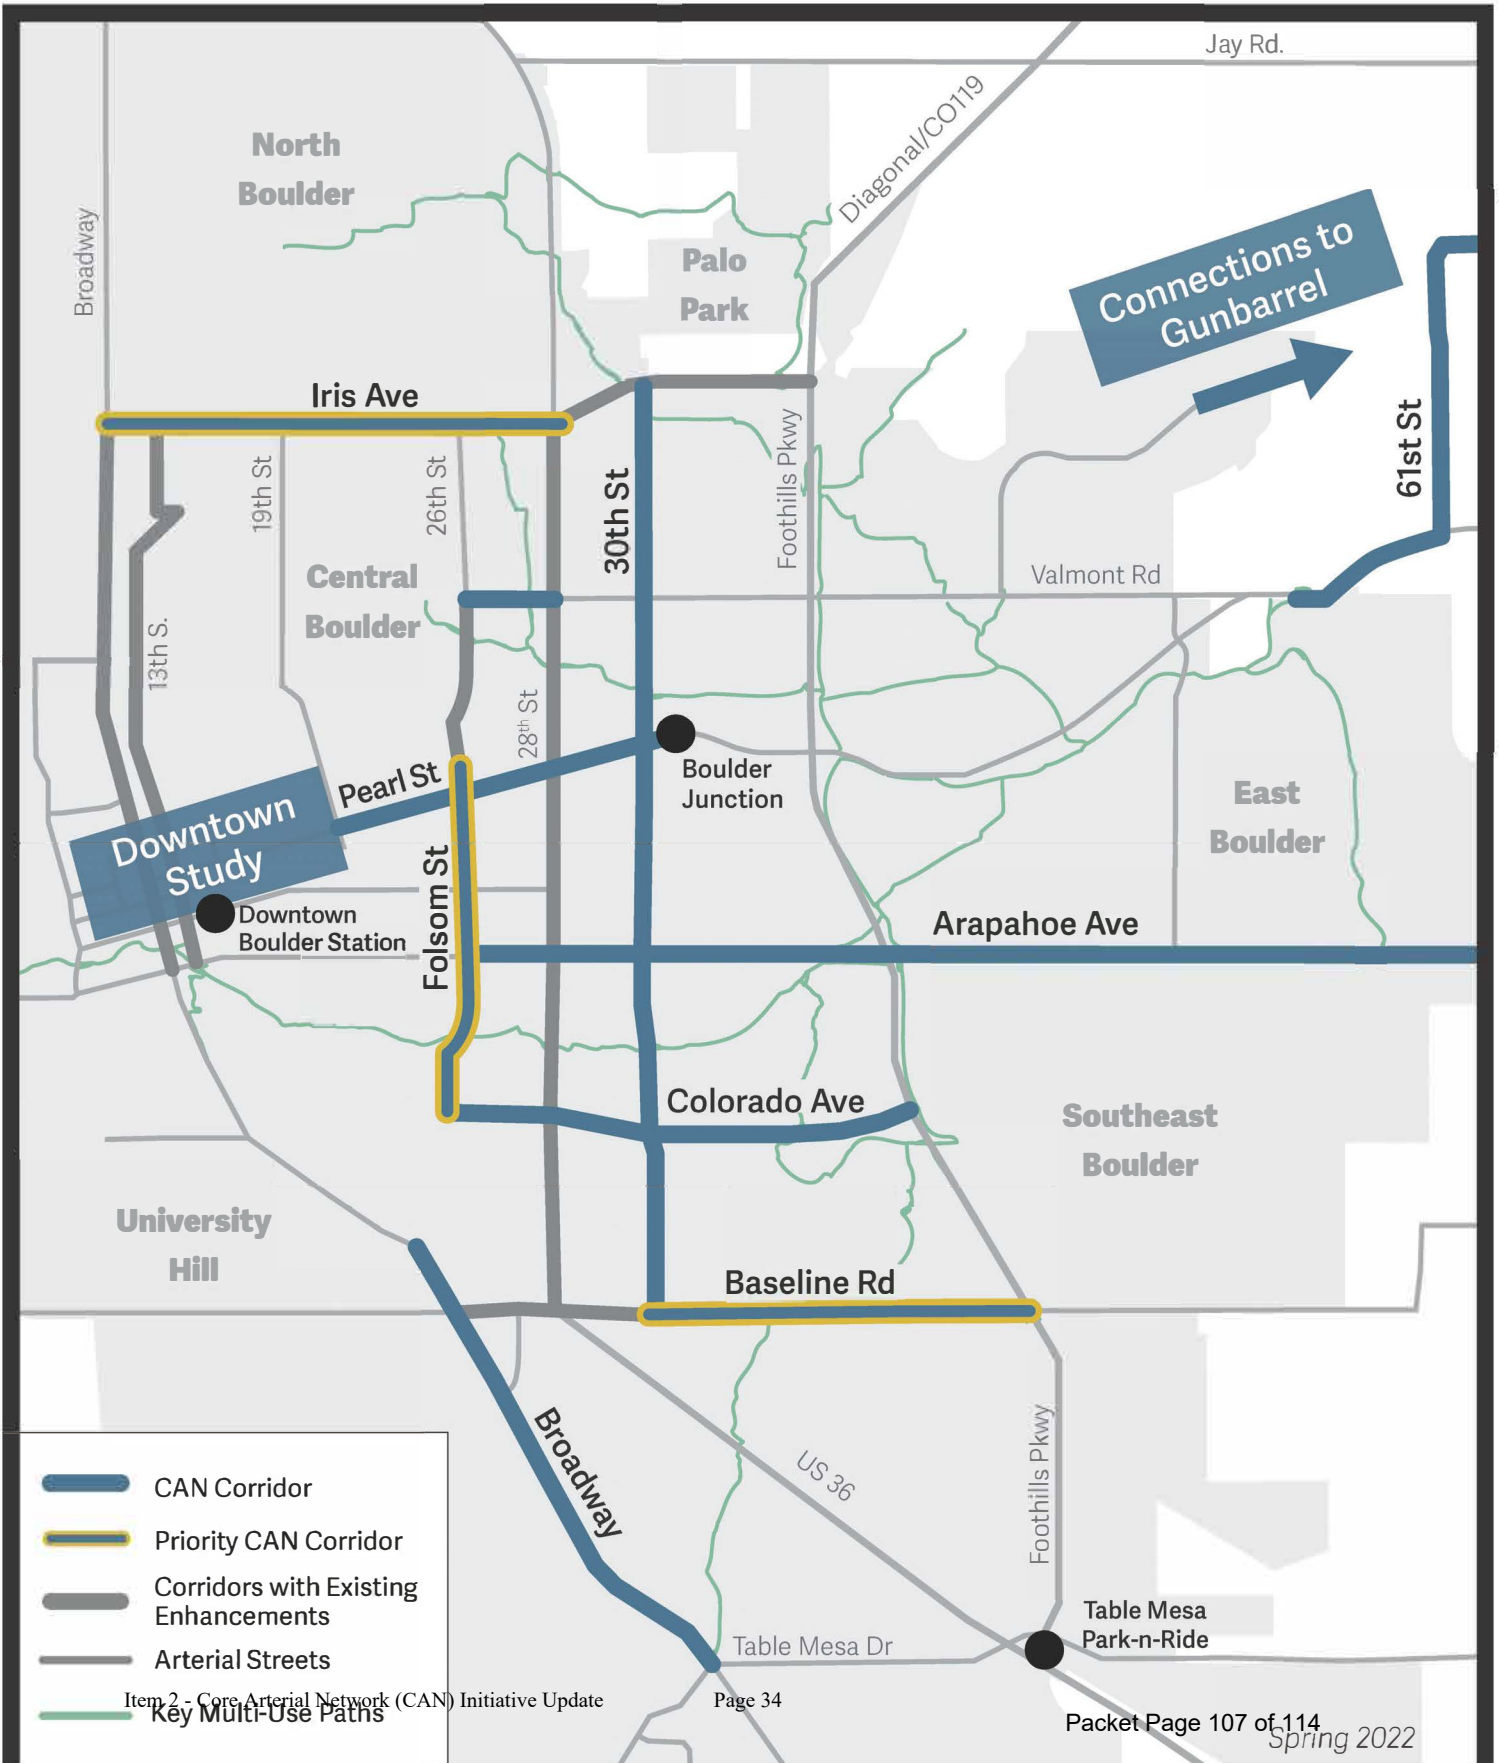 Jay Rd.
Diagonal/CO119
North
Boulder
Broadway
Palo
Park
Connections to
Gunbarrel
Iris Ave
61st St
19th St
26th St
30th St
Foothills Pkwy
Central
Boulder
Valmont Rd
13th S.
28th St
Pearl St
Boulder
Junction
East
Boulder
Downtown
Study
Folsom St
Downtown
Boulder Station
Arapahoe Ave
Colorado Ave
Southeast
Boulder
University
Hill
Baseline Rd
Broadway
US 36
Foothills Pkwy
Table Mesa
Park-n-Ride
Table Mesa Dr
CAN Corridor
Priority CAN Corridor
Corridors with Existing
Enhancements
Arterial Streets
Key Multi-Use Paths
Item 2 - Core Arterial Network (CAN) Initiative Update
Page 34
Packet Page 107 of 114
Spring 2022